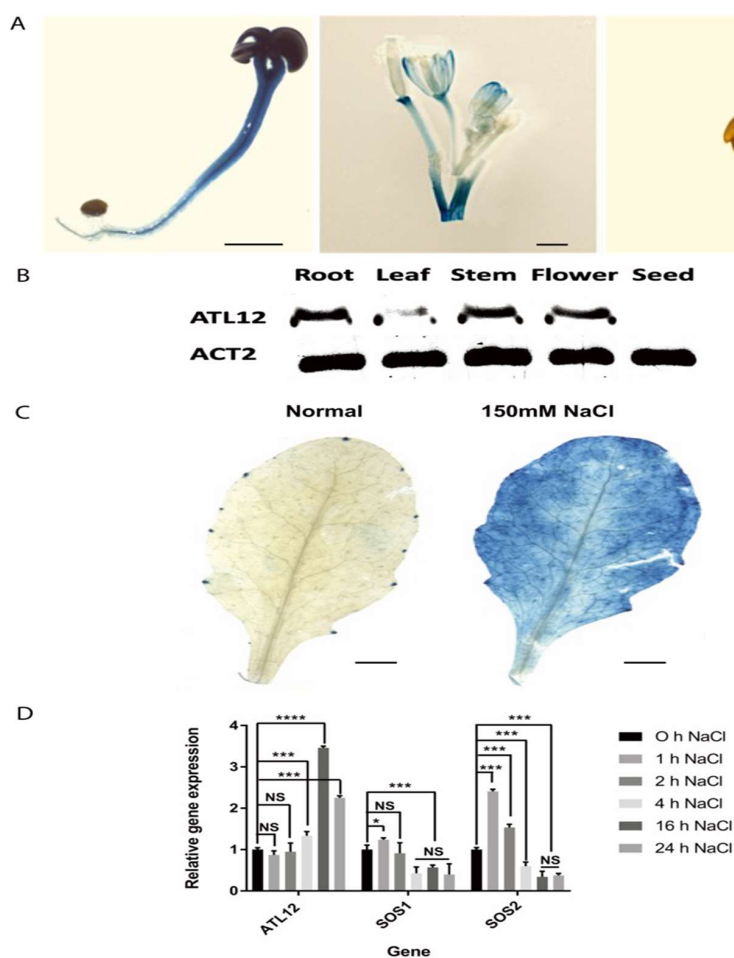 A
B
Root Leaf Stem Flower Seed
ATL12
ACT2
C
Normal 150mM NaCl
D
Relative gene expression
4
3
2
1
0
**** *** *** NS NS
*** NS * NS
*** *** *** *** NS
ATL12 SOS1 SOS2
Gene
O h NaCl
1 h NaCl
2 h NaCl
4 h NaCl
16 h NaCl
24 h NaCl